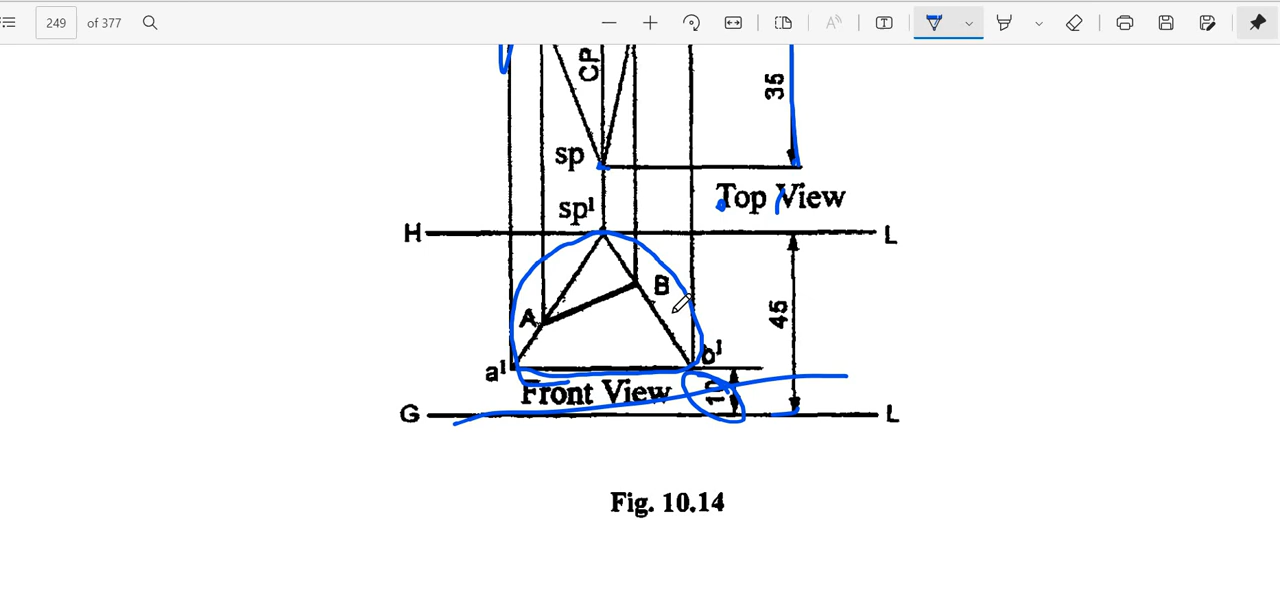 249 of 377
CP
35
sp
Top View
sp¹
H L
B
45
A
a¹ b¹
Front View 10
G L
Fig. 10.14